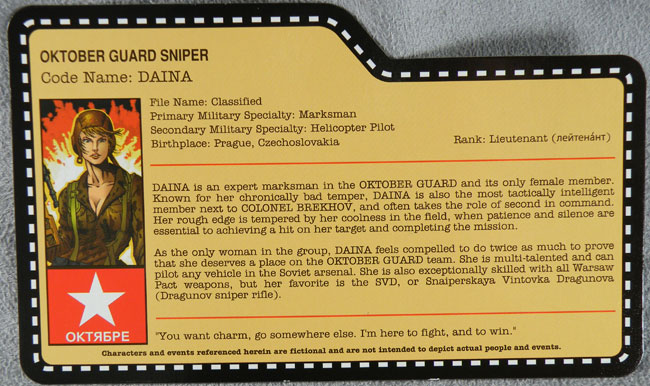 OKTOBER GUARD SNIPER
Code Name: DAINA
File Name: Classified
Primary Military Specialty: Marksman
Secondary Military Specialty: Helicopter Pilot
Birthplace: Prague, Czechoslovakia
Rank: Lieutenant (лейтенáнт)
DAINA is an expert marksman in the OKTOBER GUARD and its only female member.
Known for her chronically bad temper, DAINA is also the most tactically intelligent
member next to COLONEL BREKHOV, and often takes the role of second in command.
Her rough edge is tempered by her coolness in the field, when patience and silence are
essential to achieving a hit on her target and completing the mission.
As the only woman in the group, DAINA feels compelled to do twice as much to prove
that she deserves a place on the OKTOBER GUARD team. She is multi-talented and can
pilot any vehicle in the Soviet arsenal. She is also exceptionally skilled with all Warsaw
Pact weapons, but her favorite is the SVD, or Snaiperskaya Vintovka Dragunova
(Dragunov sniper rifle).
ОКТЯБРЕ
"You want charm, go somewhere else. I'm here to fight, and to win."
Characters and events referenced herein are fictional and are not intended to depict actual people and events.